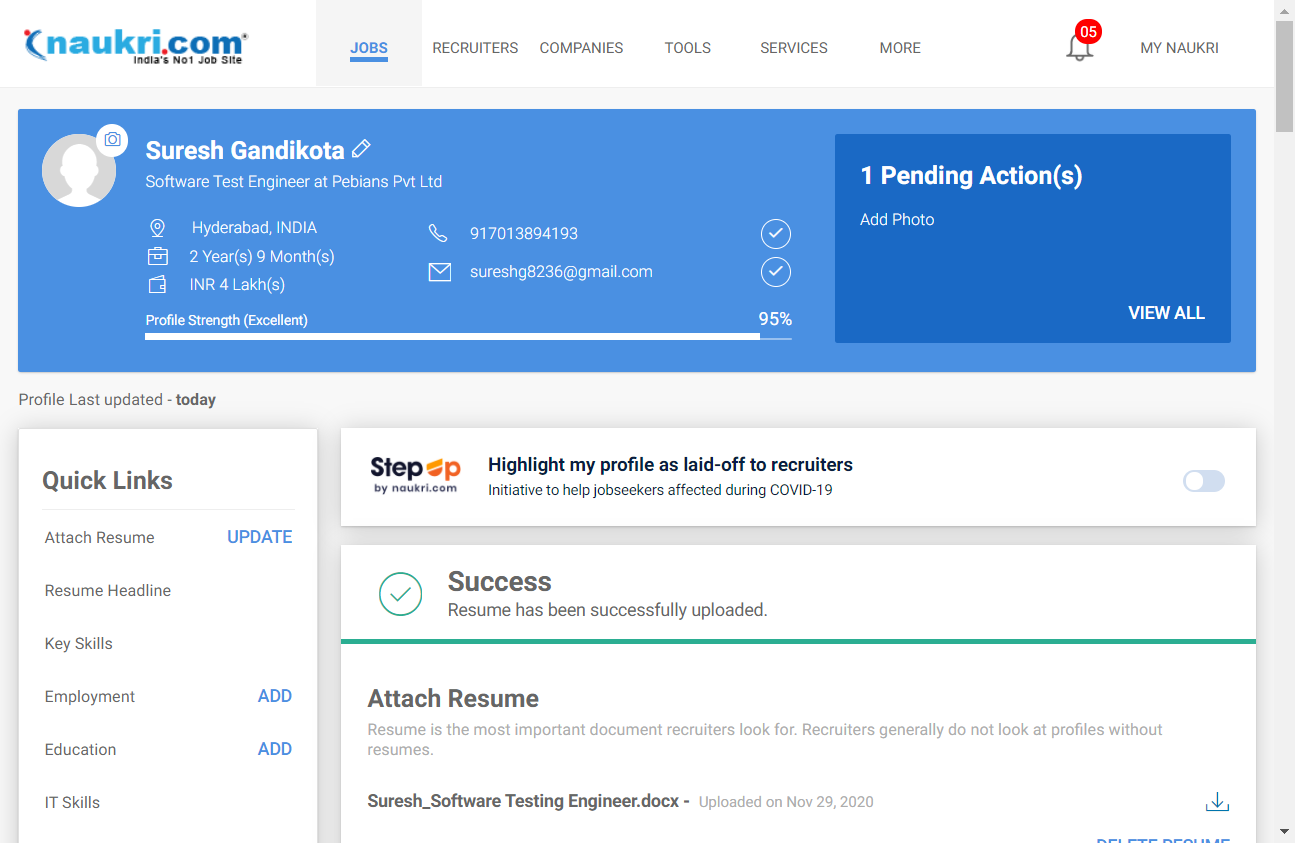 naukri.com
India's No1 Job Site
JOBS
RECRUITERS
COMPANIES
TOOLS
SERVICES
MORE
05
MY NAUKRI
Suresh Gandikota
Software Test Engineer at Pebians Pvt Ltd
Hyderabad, INDIA
2 Year(s) 9 Month(s)
INR 4 Lakh(s)
917013894193
sureshg8236@gmail.com
Profile Strength (Excellent)
95%
1 Pending Action(s)
Add Photo
VIEW ALL
Profile Last updated - today
Quick Links
Attach Resume UPDATE
Resume Headline
Key Skills
Employment ADD
Education ADD
IT Skills
Step Up
by naukri.com
Highlight my profile as laid-off to recruiters
Initiative to help jobseekers affected during COVID-19
Success
Resume has been successfully uploaded.
Attach Resume
Resume is the most important document recruiters look for. Recruiters generally do not look at profiles without
resumes.
Suresh_Software Testing Engineer.docx - Uploaded on Nov 29, 2020
DELETE RESUME